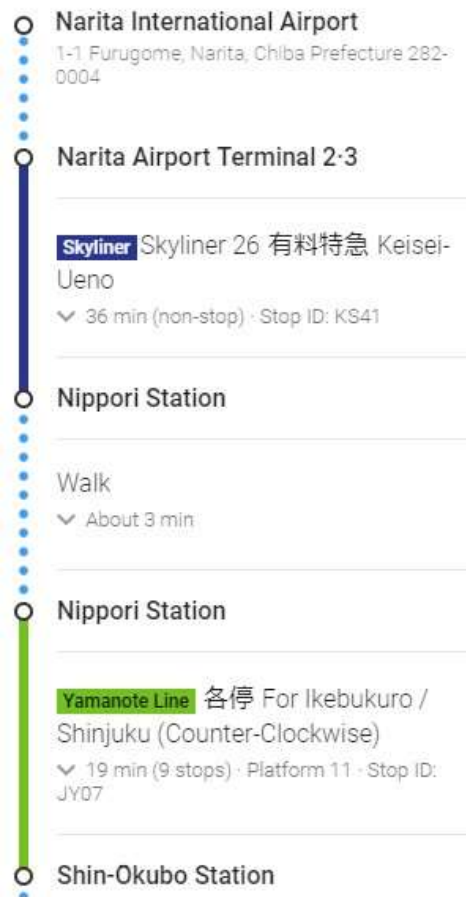 Narita International Airport
1-1 Furugome, Narita, Chiba Prefecture 282-
0004
Narita Airport Terminal 2·3
Skyliner Skyliner 26 有料特急 Keisei-
Ueno
36 min (non-stop) · Stop ID: KS41
Nippori Station
Walk
About 3 min
Nippori Station
Yamanote Line 各停 For Ikebukuro /
Shinjuku (Counter-Clockwise)
19 min (9 stops) · Platform 11 · Stop ID:
JY07
Shin-Okubo Station